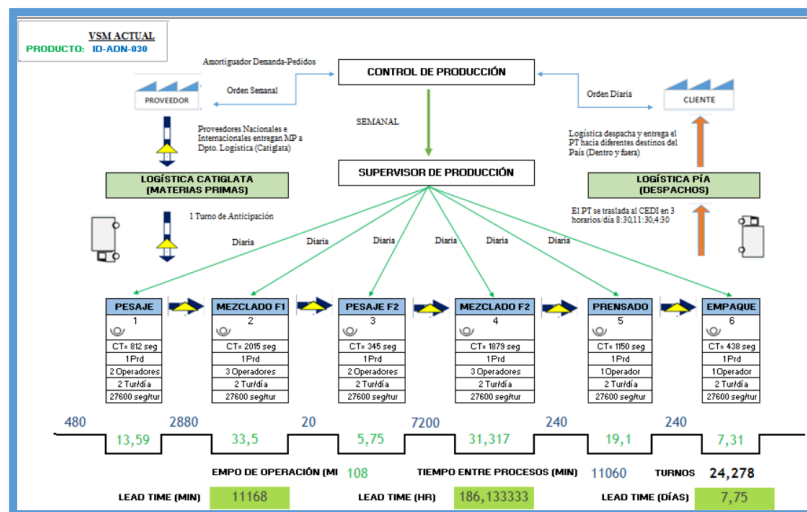 VSM ACTUAL
PRODUCTO: ID-ADN-030
Amortiguador Demanda-Pedidos
CONTROL DE PRODUCCIÓN
PROVEEDOR
Orden Semanal
Orden Diaria
CLIENTE
SEMANAL
Proveedores Nacionales e
Internacionales entregan MP a
Dpto. Logística (Catiglata)
Logística despacha y entrega el
PT hacia diferentes destinos del
País (Dentro y fuera)
LOGÍSTICA CATIGLATA
(MATERIAS PRIMAS)
SUPERVISOR DE PRODUCCIÓN
LOGÍSTICA PÍA
(DESPACHOS)
1 Turno de Anticipación
El PT se traslada al CEDI en 3
horarios/día 8:30,11:30,4:30
Diaria Diaria Diaria Diaria Diaria Diaria
PESAJE MEZCLADO F1 PESAJE F2 MEZCLADO F2 PRENSADO EMPAQUE
1 2 3 4 5 6
CT= 812 seg CT= 2015 seg CT= 345 seg CT= 1879 seg CT= 1150 seg CT= 438 seg
1Prd 1Prd 1Prd 1Prd 1Prd 1Prd
2 Operadores 3 Operadores 2 Operadores 3 Operadores 1Operador 1 Operador
2 Tur/día 2 Tur/día 2 Tur/día 2 Tur/día 2 Tur/día 2 Tur/día
27600 seg/tur 27600 seg/tur 27600 seg/tur 27600 seg/tur 27600 seg/tur 27600 seg/tur
480 2880 20 7200 240 240
13,59 33,5 5,75 31,317 19,1 7,31
EMPO DE OPERACIÓN (MI 108 TIEMPO ENTRE PROCESOS (MIN) 11060 TURNOS 24,278
LEAD TIME (MIN) 11168 LEAD TIME (HR) 186,133333 LEAD TIME (DÍAS) 7,75